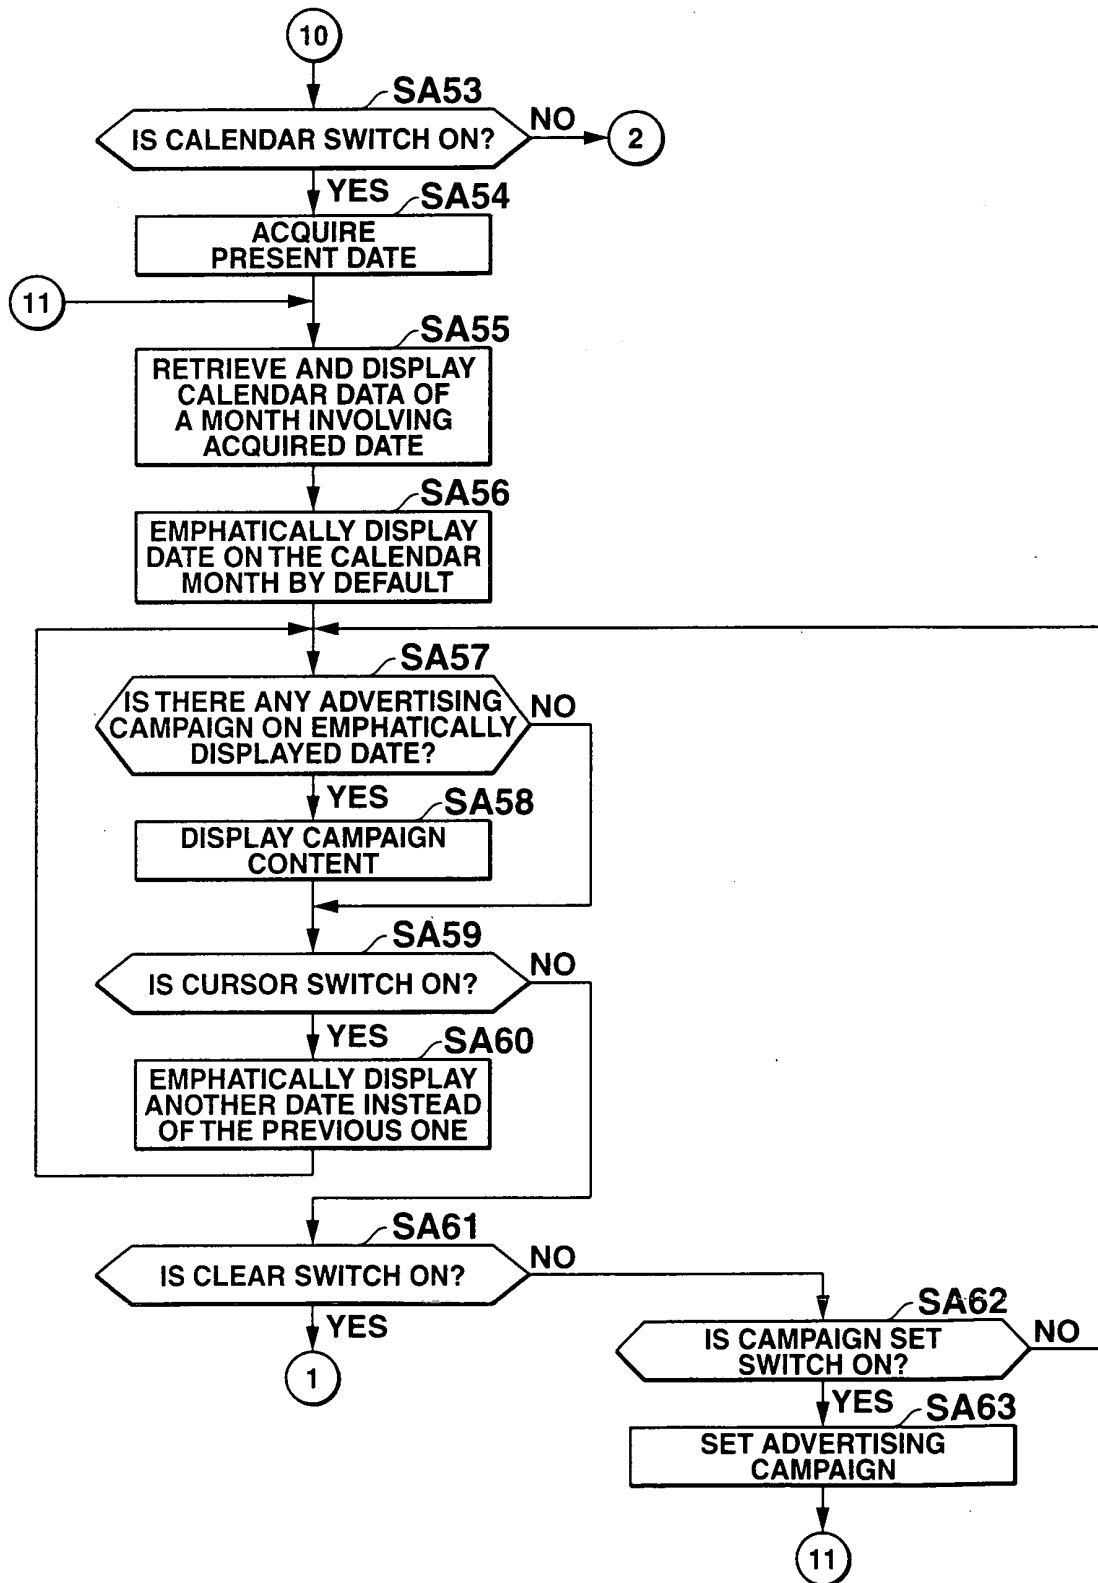 10
SA53
IS CALENDAR SWITCH ON?
NO
2
YES
SA54
ACQUIRE
PRESENT DATE
11
SA55
RETRIEVE AND DISPLAY
CALENDAR DATA OF
A MONTH INVOLVING
ACQUIRED DATE
SA56
EMPHATICALLY DISPLAY
DATE ON THE CALENDAR
MONTH BY DEFAULT
SA57
IS THERE ANY ADVERTISING
CAMPAIGN ON EMPHATICALLY
DISPLAYED DATE?
NO
YES
SA58
DISPLAY CAMPAIGN
CONTENT
SA59
IS CURSOR SWITCH ON?
NO
YES
SA60
EMPHATICALLY DISPLAY
ANOTHER DATE INSTEAD
OF THE PREVIOUS ONE
SA61
IS CLEAR SWITCH ON?
NO
YES
1
SA62
IS CAMPAIGN SET
SWITCH ON?
NO
YES
SA63
SET ADVERTISING
CAMPAIGN
11